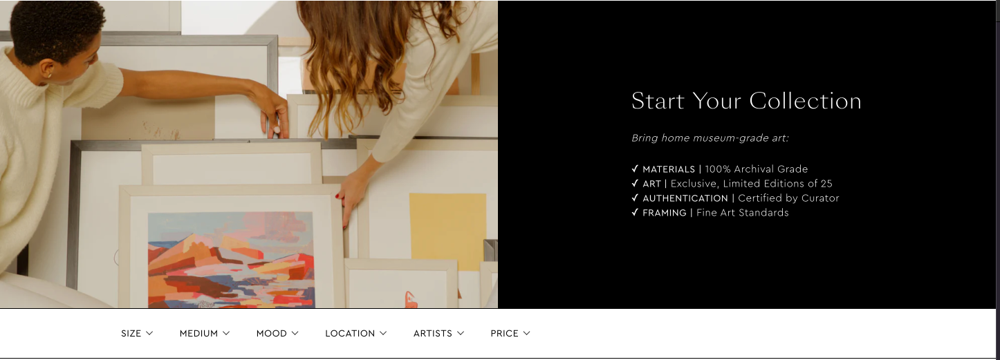 Start Your Collection
Bring home museum-grade art:
✓ MATERIALS | 100% Archival Grade
✓ ART | Exclusive, Limited Editions of 25
✓ AUTHENTICATION | Certified by Curator
✓ FRAMING | Fine Art Standards
SIZE MEDIUM MOOD LOCATION ARTISTS PRICE